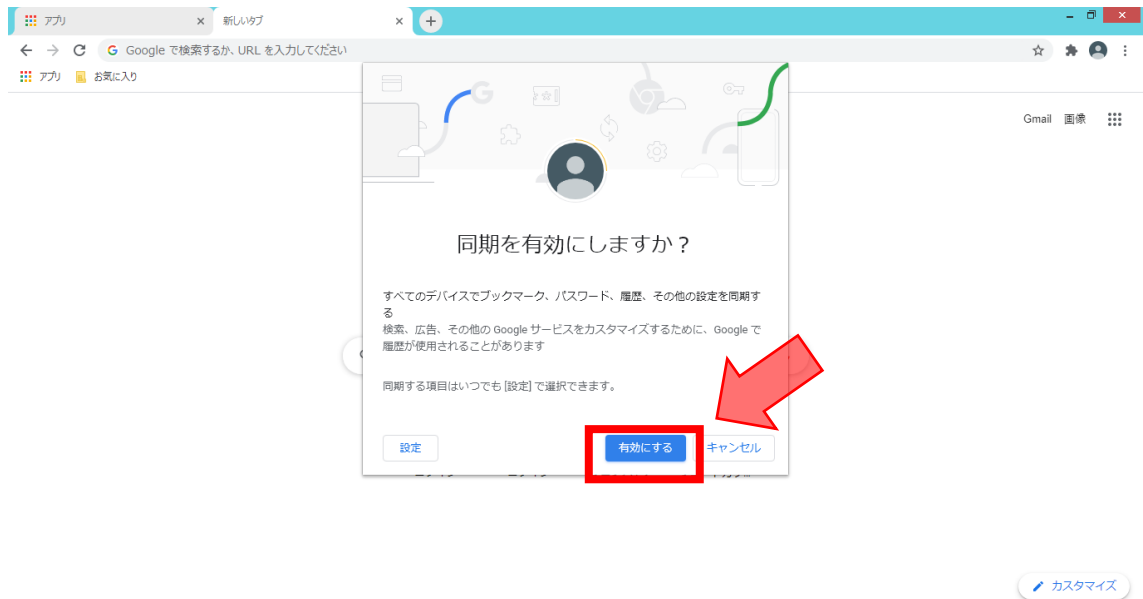 アプリ
新しいタブ
Google で検索するか、URL を入力してください
アプリ
お気に入り
Gmail 画像
同期を有効にしますか？
すべてのデバイスでブックマーク、パスワード、履歴、その他の設定を同期す
る
検索、広告、その他の Google サービスをカスタマイズするために、Google で
履歴が使用されることがあります
同期する項目はいつでも [設定] で選択できます。
設定
有効にする
キャンセル
カスタマイズ